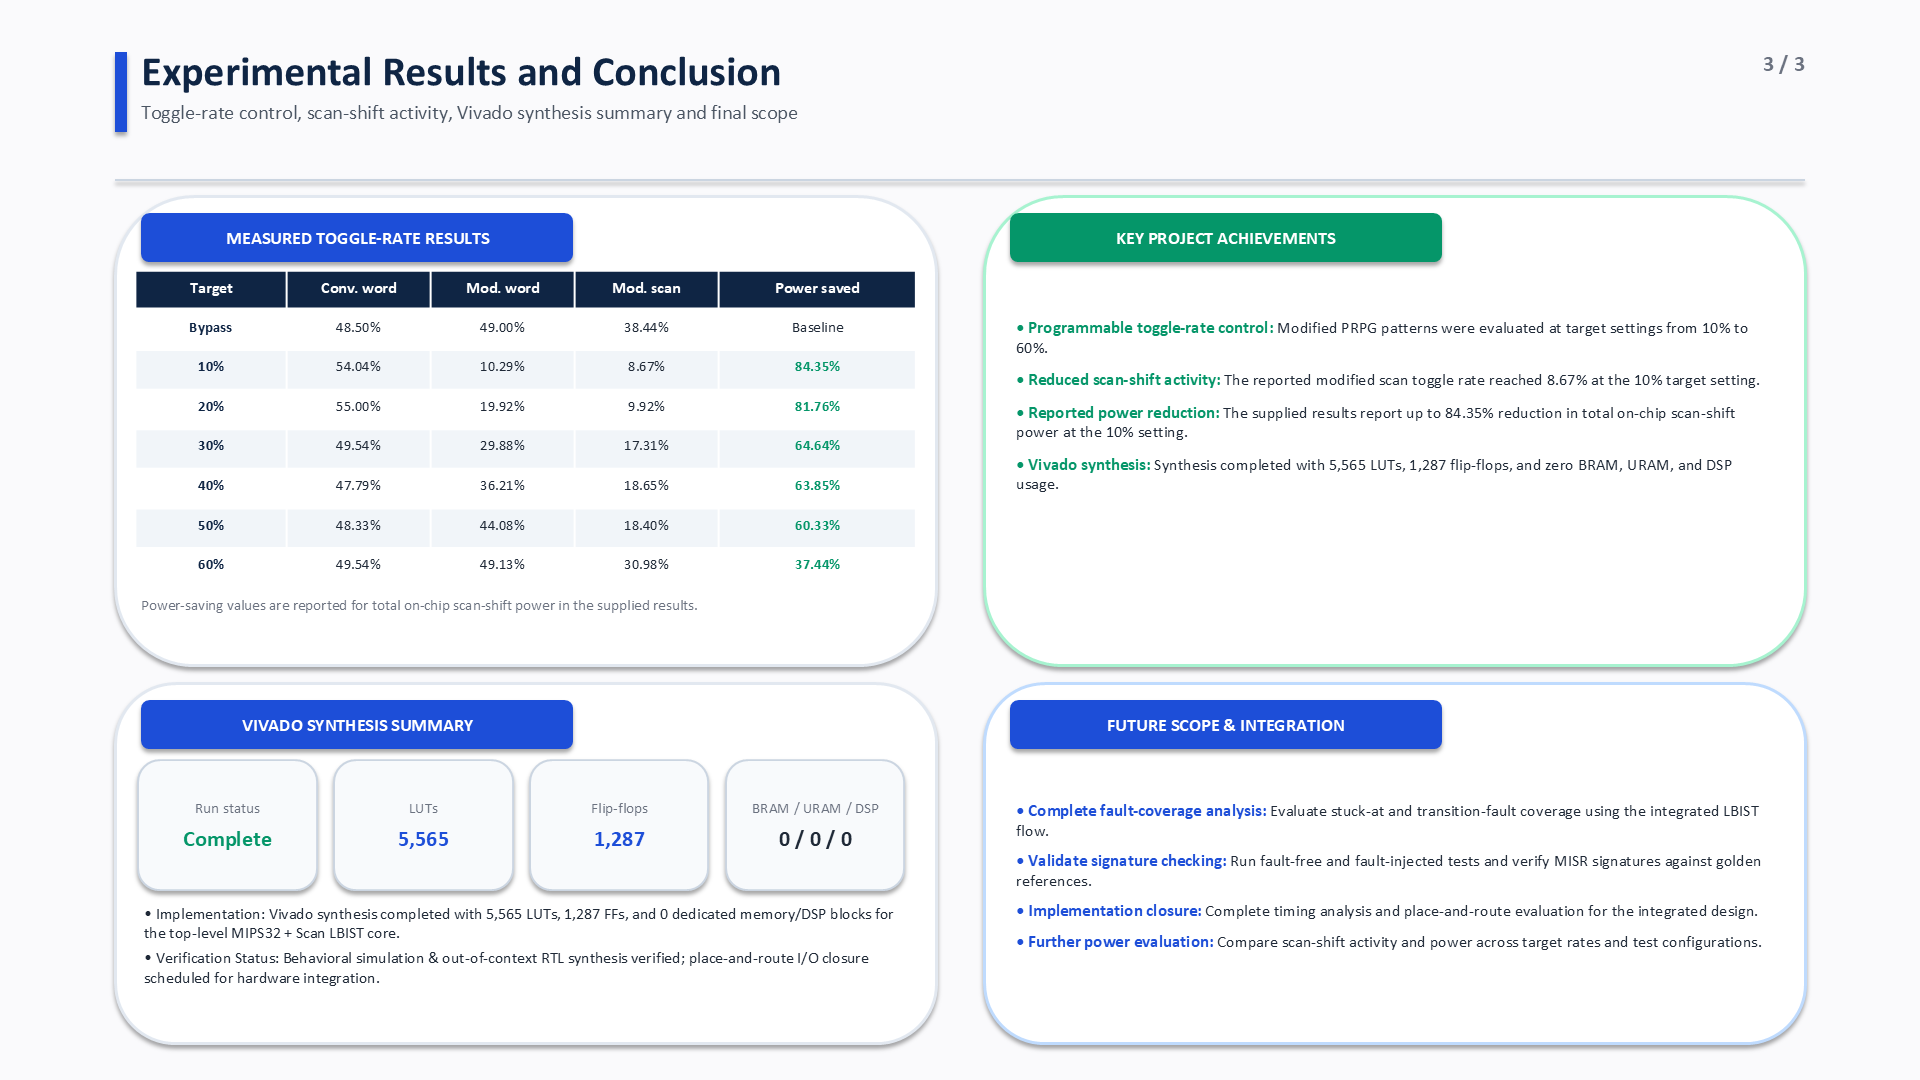 Experimental Results and Conclusion
3 / 3
Toggle-rate control, scan-shift activity, Vivado synthesis summary and final scope
MEASURED TOGGLE-RATE RESULTS
Target Conv. word Mod. word Mod. scan Power saved
Bypass 48.50% 49.00% 38.44% Baseline
10% 54.04% 10.29% 8.67% 84.35%
20% 55.00% 19.92% 9.92% 81.76%
30% 49.54% 29.88% 17.31% 64.64%
40% 47.79% 36.21% 18.65% 63.85%
50% 48.33% 44.08% 18.40% 60.33%
60% 49.54% 49.13% 30.98% 37.44%
Power-saving values are reported for total on-chip scan-shift power in the supplied results.
KEY PROJECT ACHIEVEMENTS
• Programmable toggle-rate control: Modified PRPG patterns were evaluated at target settings from 10% to
60%.
• Reduced scan-shift activity: The reported modified scan toggle rate reached 8.67% at the 10% target setting.
• Reported power reduction: The supplied results report up to 84.35% reduction in total on-chip scan-shift
power at the 10% setting.
• Vivado synthesis: Synthesis completed with 5,565 LUTs, 1,287 flip-flops, and zero BRAM, URAM, and DSP
usage.
VIVADO SYNTHESIS SUMMARY
Run status LUTs Flip-flops BRAM / URAM / DSP
Complete 5,565 1,287 0 / 0 / 0
• Implementation: Vivado synthesis completed with 5,565 LUTs, 1,287 FFs, and 0 dedicated memory/DSP blocks for
the top-level MIPS32 + Scan LBIST core.
• Verification Status: Behavioral simulation & out-of-context RTL synthesis verified; place-and-route I/O closure
scheduled for hardware integration.
FUTURE SCOPE & INTEGRATION
• Complete fault-coverage analysis: Evaluate stuck-at and transition-fault coverage using the integrated LBIST
flow.
• Validate signature checking: Run fault-free and fault-injected tests and verify MISR signatures against golden
references.
• Implementation closure: Complete timing analysis and place-and-route evaluation for the integrated design.
• Further power evaluation: Compare scan-shift activity and power across target rates and test configurations.